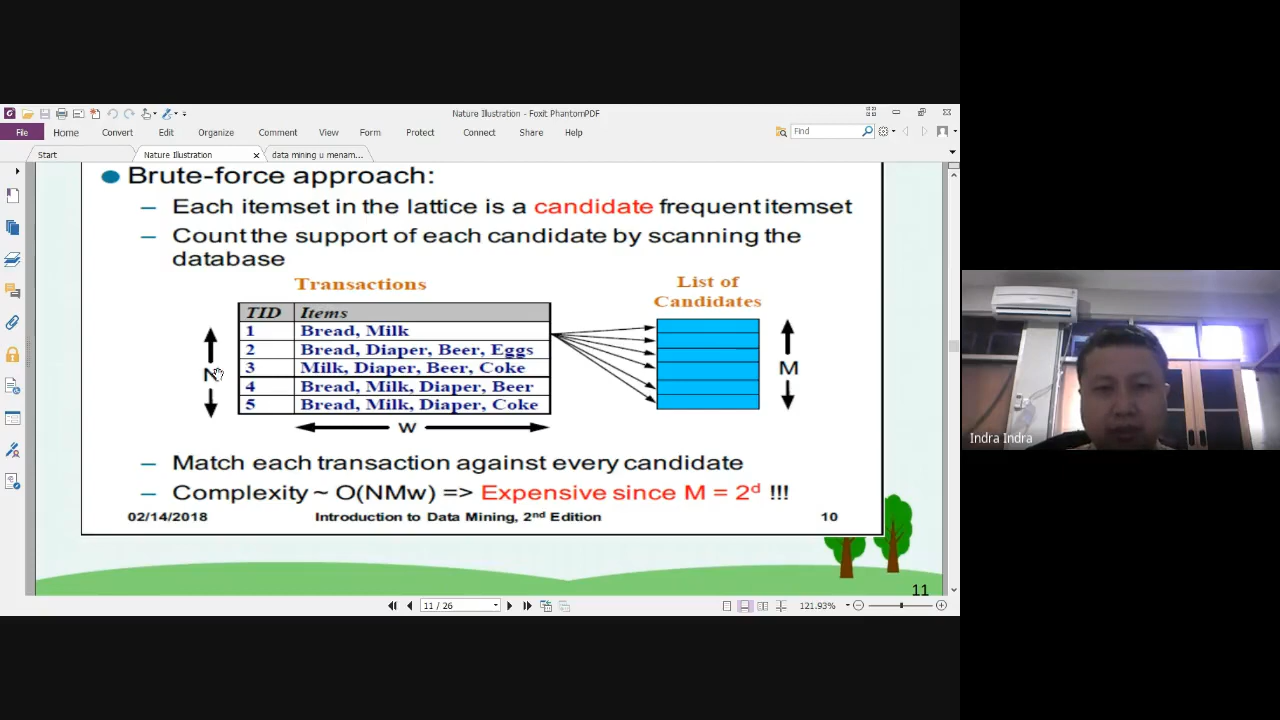 Nature Illustration - Foxit PhantomPDF
File Home Convert Edit Organize Comment View Form Protect Connect Share Help Find
Start Nature Illustration data mining u menam...
Brute-force approach:
– Each itemset in the lattice is a candidate frequent itemset
– Count the support of each candidate by scanning the
database
Transactions
List of
Candidates
TID Items
1 Bread, Milk
2 Bread, Diaper, Beer, Eggs
3 Milk, Diaper, Beer, Coke
4 Bread, Milk, Diaper, Beer
5 Bread, Milk, Diaper, Coke
N
M
W
– Match each transaction against every candidate
– Complexity ~ O(NMw) => Expensive since M = 2ᵈ !!!
02/14/2018 Introduction to Data Mining, 2ⁿᵈ Edition 10
11
11 / 26 121.93%
Indra Indra